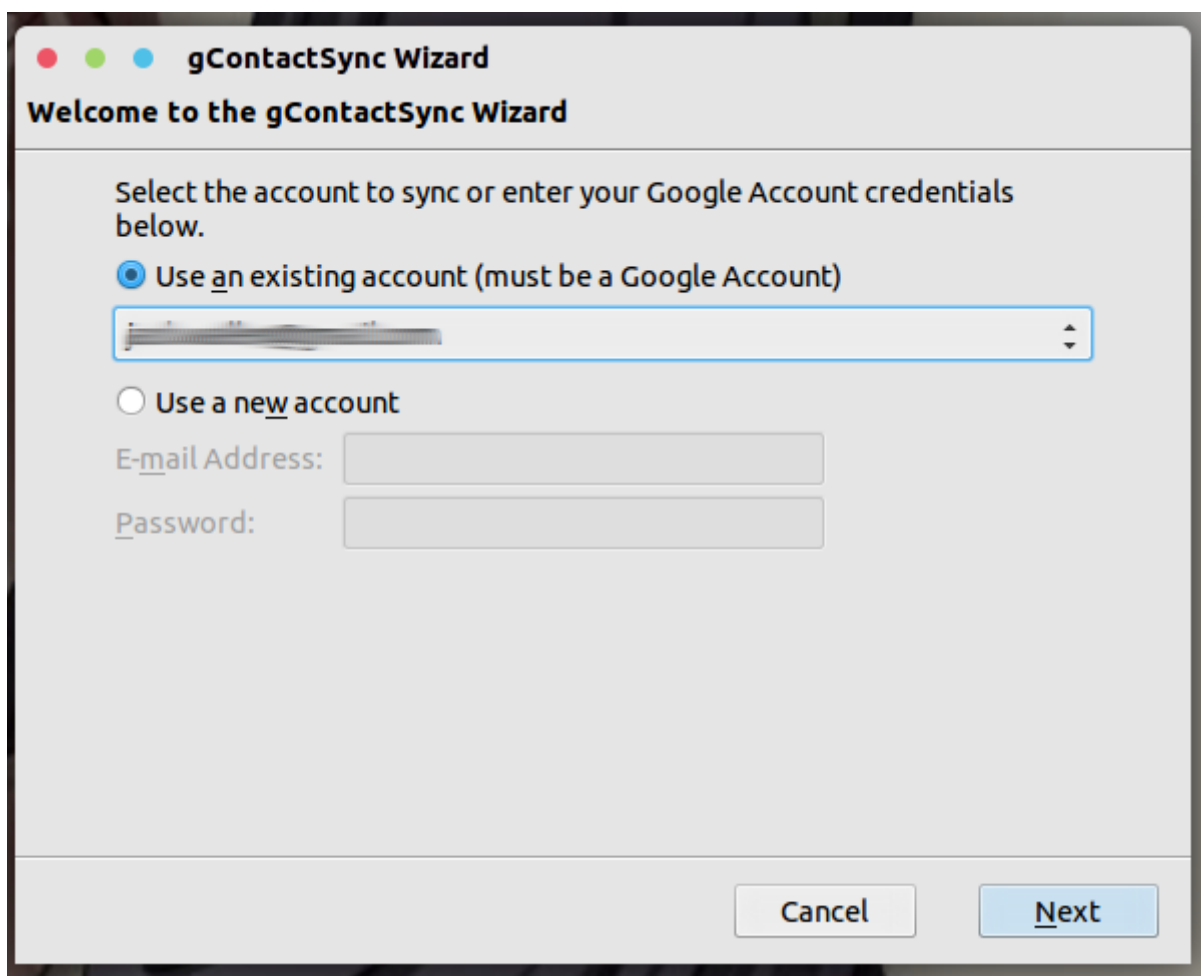 gContactSync Wizard
Welcome to the gContactSync Wizard
Select the account to sync or enter your Google Account credentials
below.
Use an existing account (must be a Google Account)
Use a new account
E-mail Address:
Password:
Cancel
Next